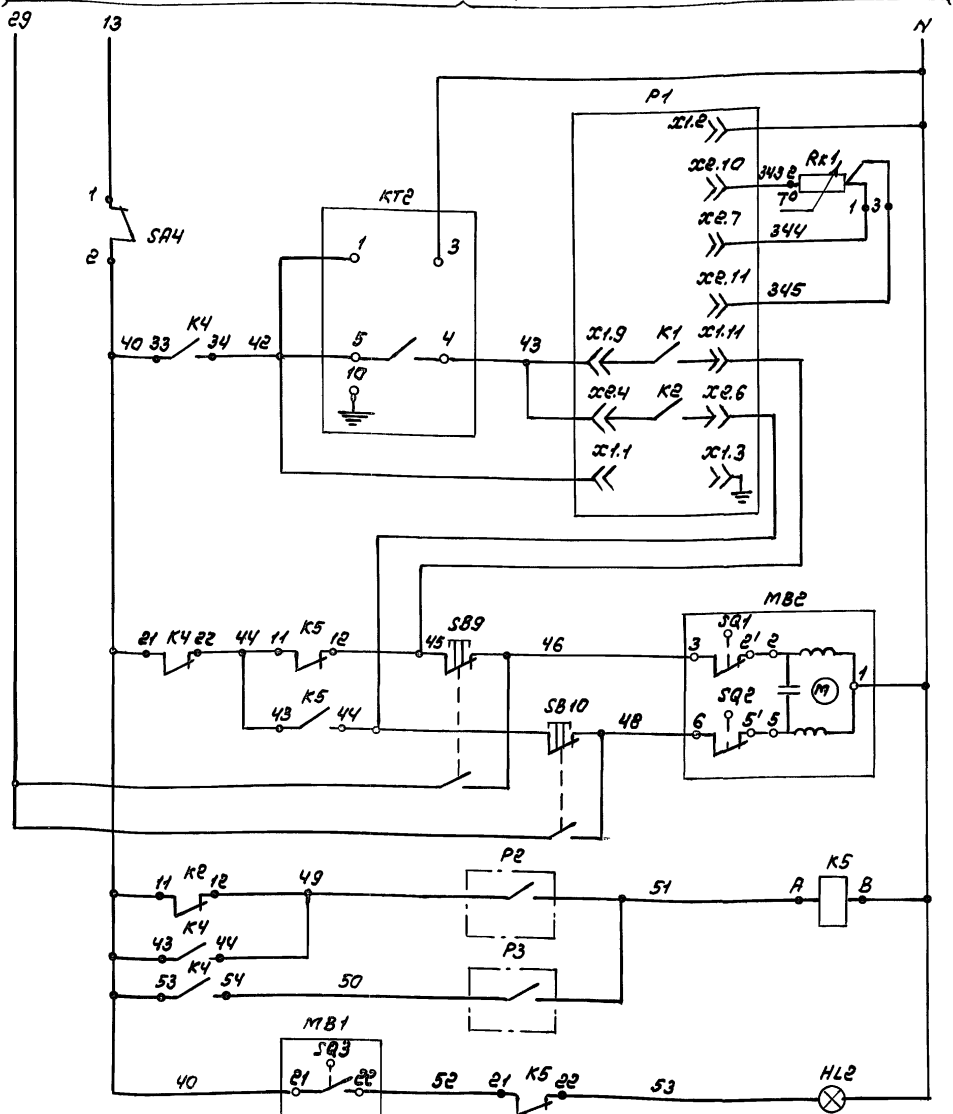 29 13 N
P1
X1.2
X2.10 343 2 Rк1
КТ2 T° 1 3
1 X2.7 344
SA4 1 3
2 X2.11 345
40 33 K4 34 42 5 4 43 X1.9 K1 X1.11
10 X2.4 K2 X2.6
X1.1 X1.3
MB2
21 K4 22 44 11 K5 12 45 SB9 46 3 SQ1 2' 2
M 1
43 K5 44 SB10 48 6 SQ2 5' 5
11 K2 12 49 P2 51 A K5 B
43 K4 44
53 K4 54 50 P3
MB1
40 21 SQ3 22 52 21 K5 22 53 HL2